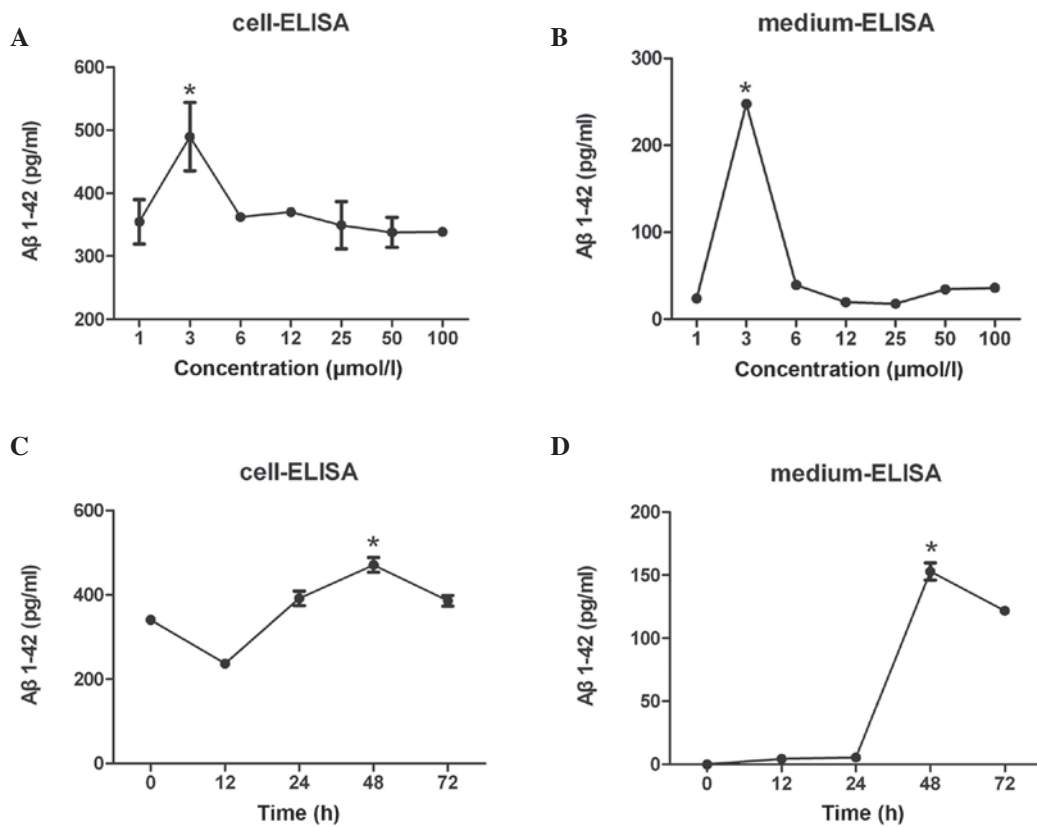 A
cell-ELISA
600
500
400
300
200
Aβ 1-42 (pg/ml)
*
1 3 6 12 25 50 100
Concentration (µmol/l)
B
medium-ELISA
300
200
100
0
Aβ 1-42 (pg/ml)
*
1 3 6 12 25 50 100
Concentration (µmol/l)
C
cell-ELISA
600
400
200
0
Aβ 1-42 (pg/ml)
*
0 12 24 48 72
Time (h)
D
medium-ELISA
200
150
100
50
0
Aβ 1-42 (pg/ml)
*
0 12 24 48 72
Time (h)